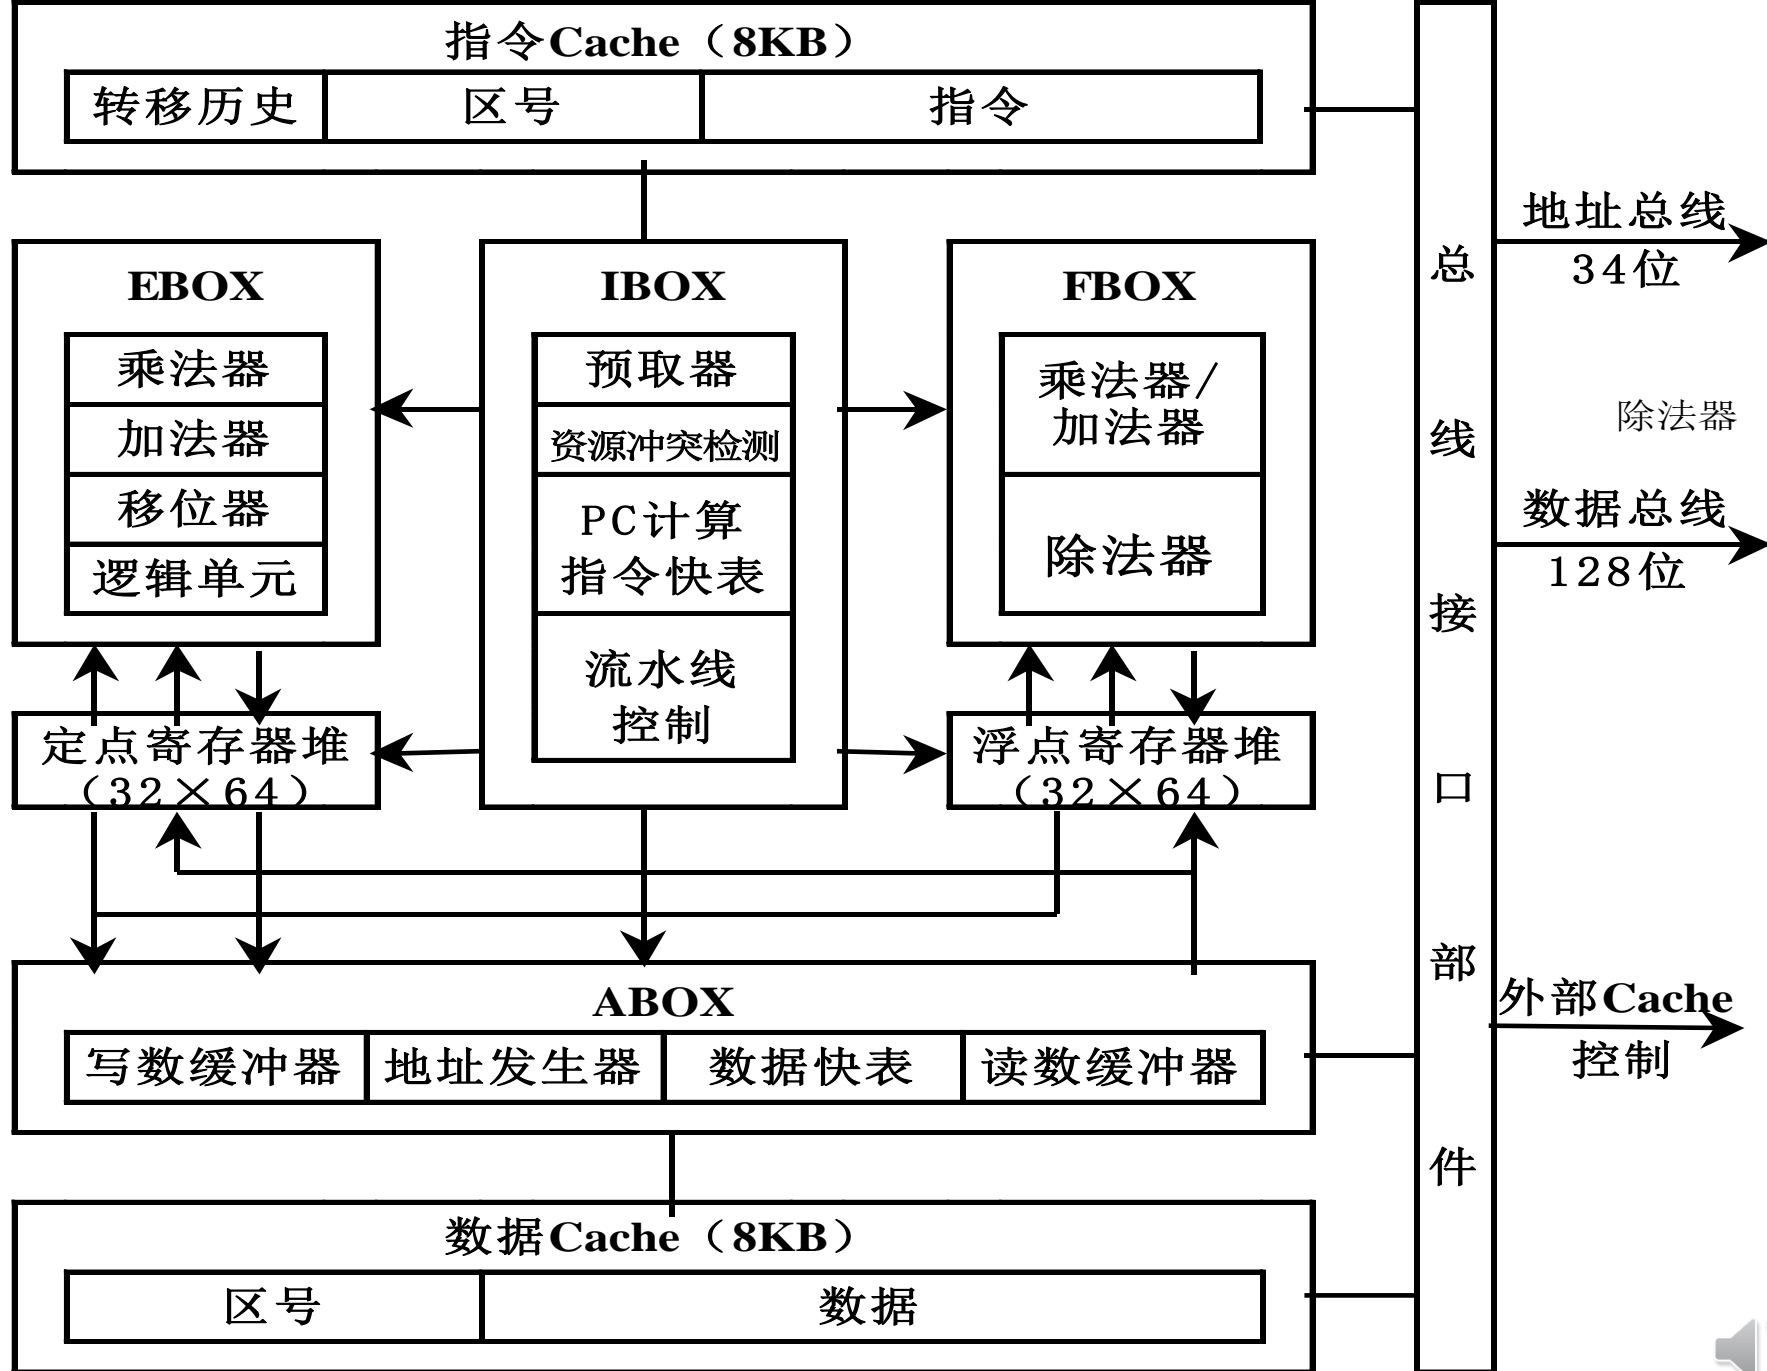 指令Cache（8KB）
转移历史
区号
指令
EBOX
乘法器
加法器
移位器
逻辑单元
IBOX
预取器
资源冲突检测
PC计算
指令快表
流水线
控制
FBOX
乘法器/
加法器
除法器
定点寄存器堆
（32×64）
浮点寄存器堆
（32×64）
ABOX
写数缓冲器
地址发生器
数据快表
读数缓冲器
数据Cache（8KB）
区号
数据
总
线
接
口
部
件
地址总线
34位
除法器
数据总线
128位
外部Cache
控制